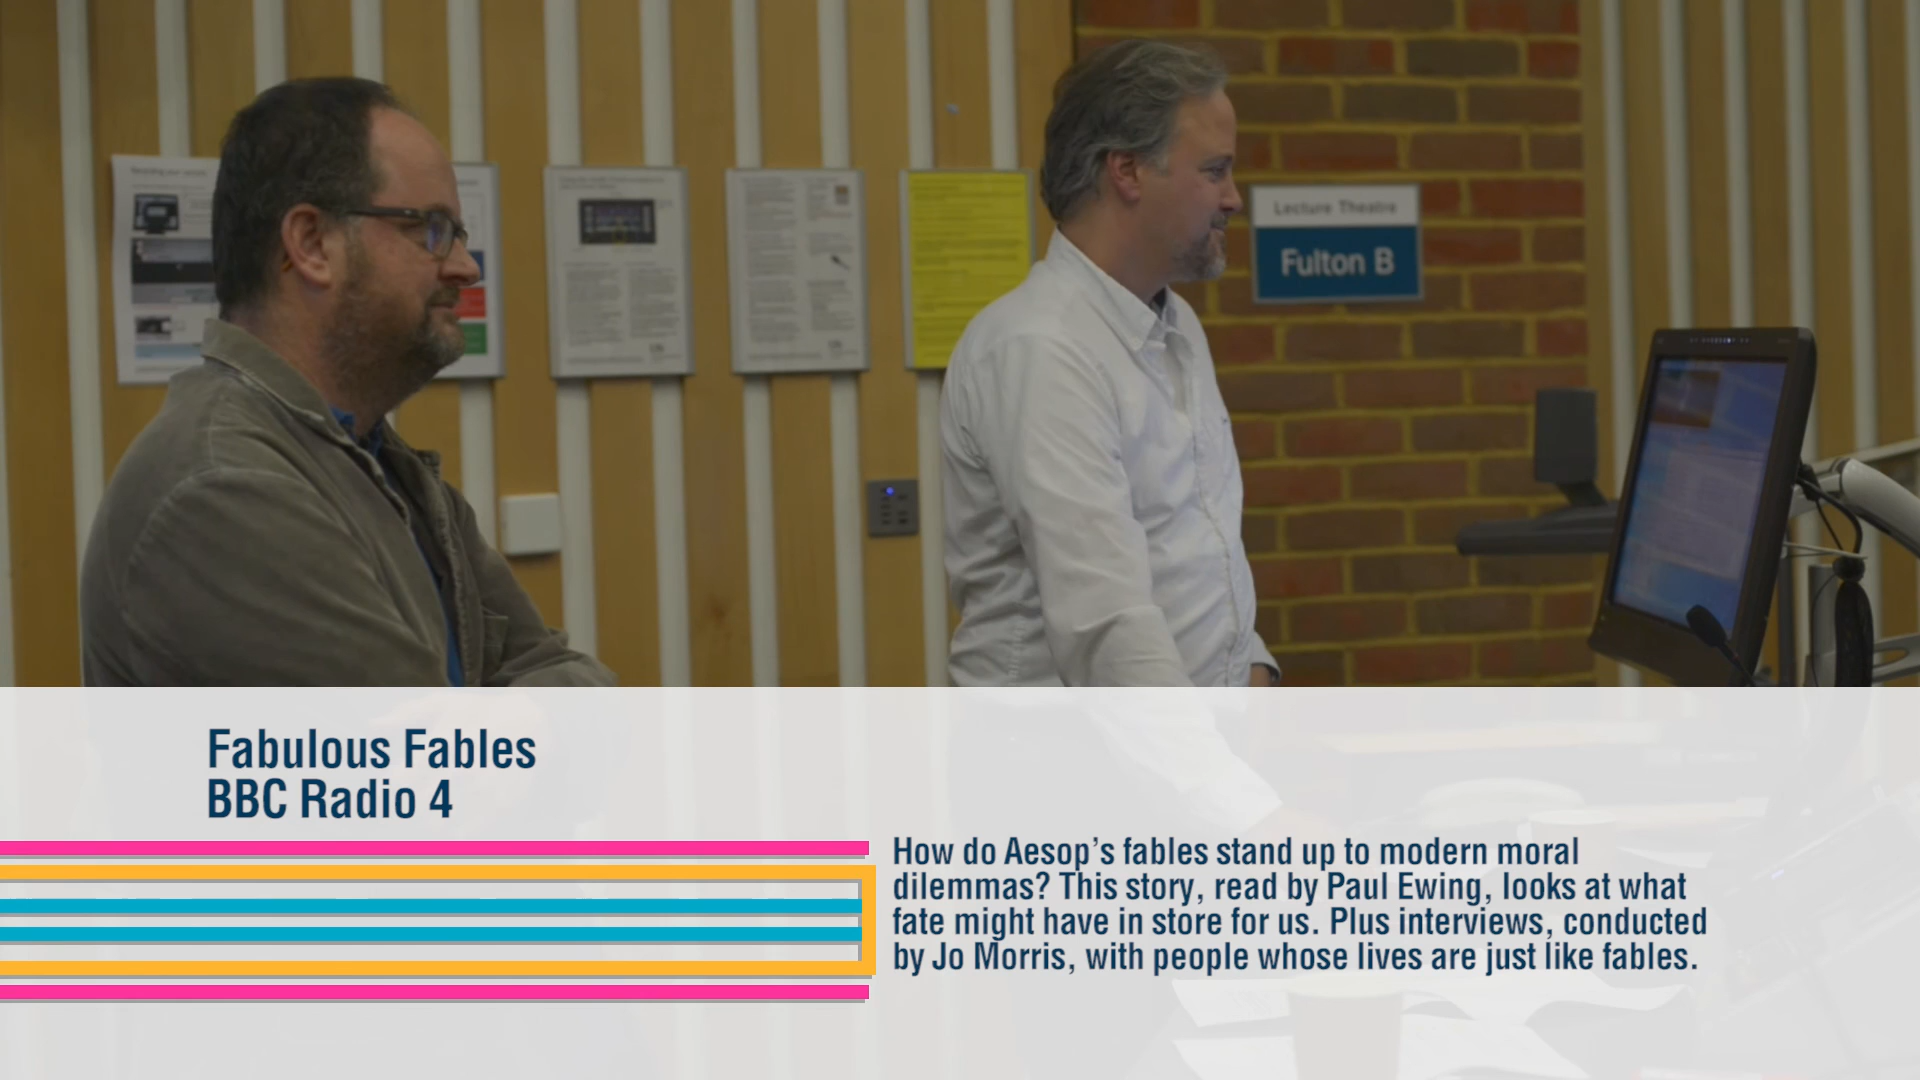 Lecture Theatre
Fulton B
Fabulous Fables
BBC Radio 4
How do Aesop's fables stand up to modern moral
dilemmas? This story, read by Paul Ewing, looks at what
fate might have in store for us. Plus interviews, conducted
by Jo Morris, with people whose lives are just like fables.